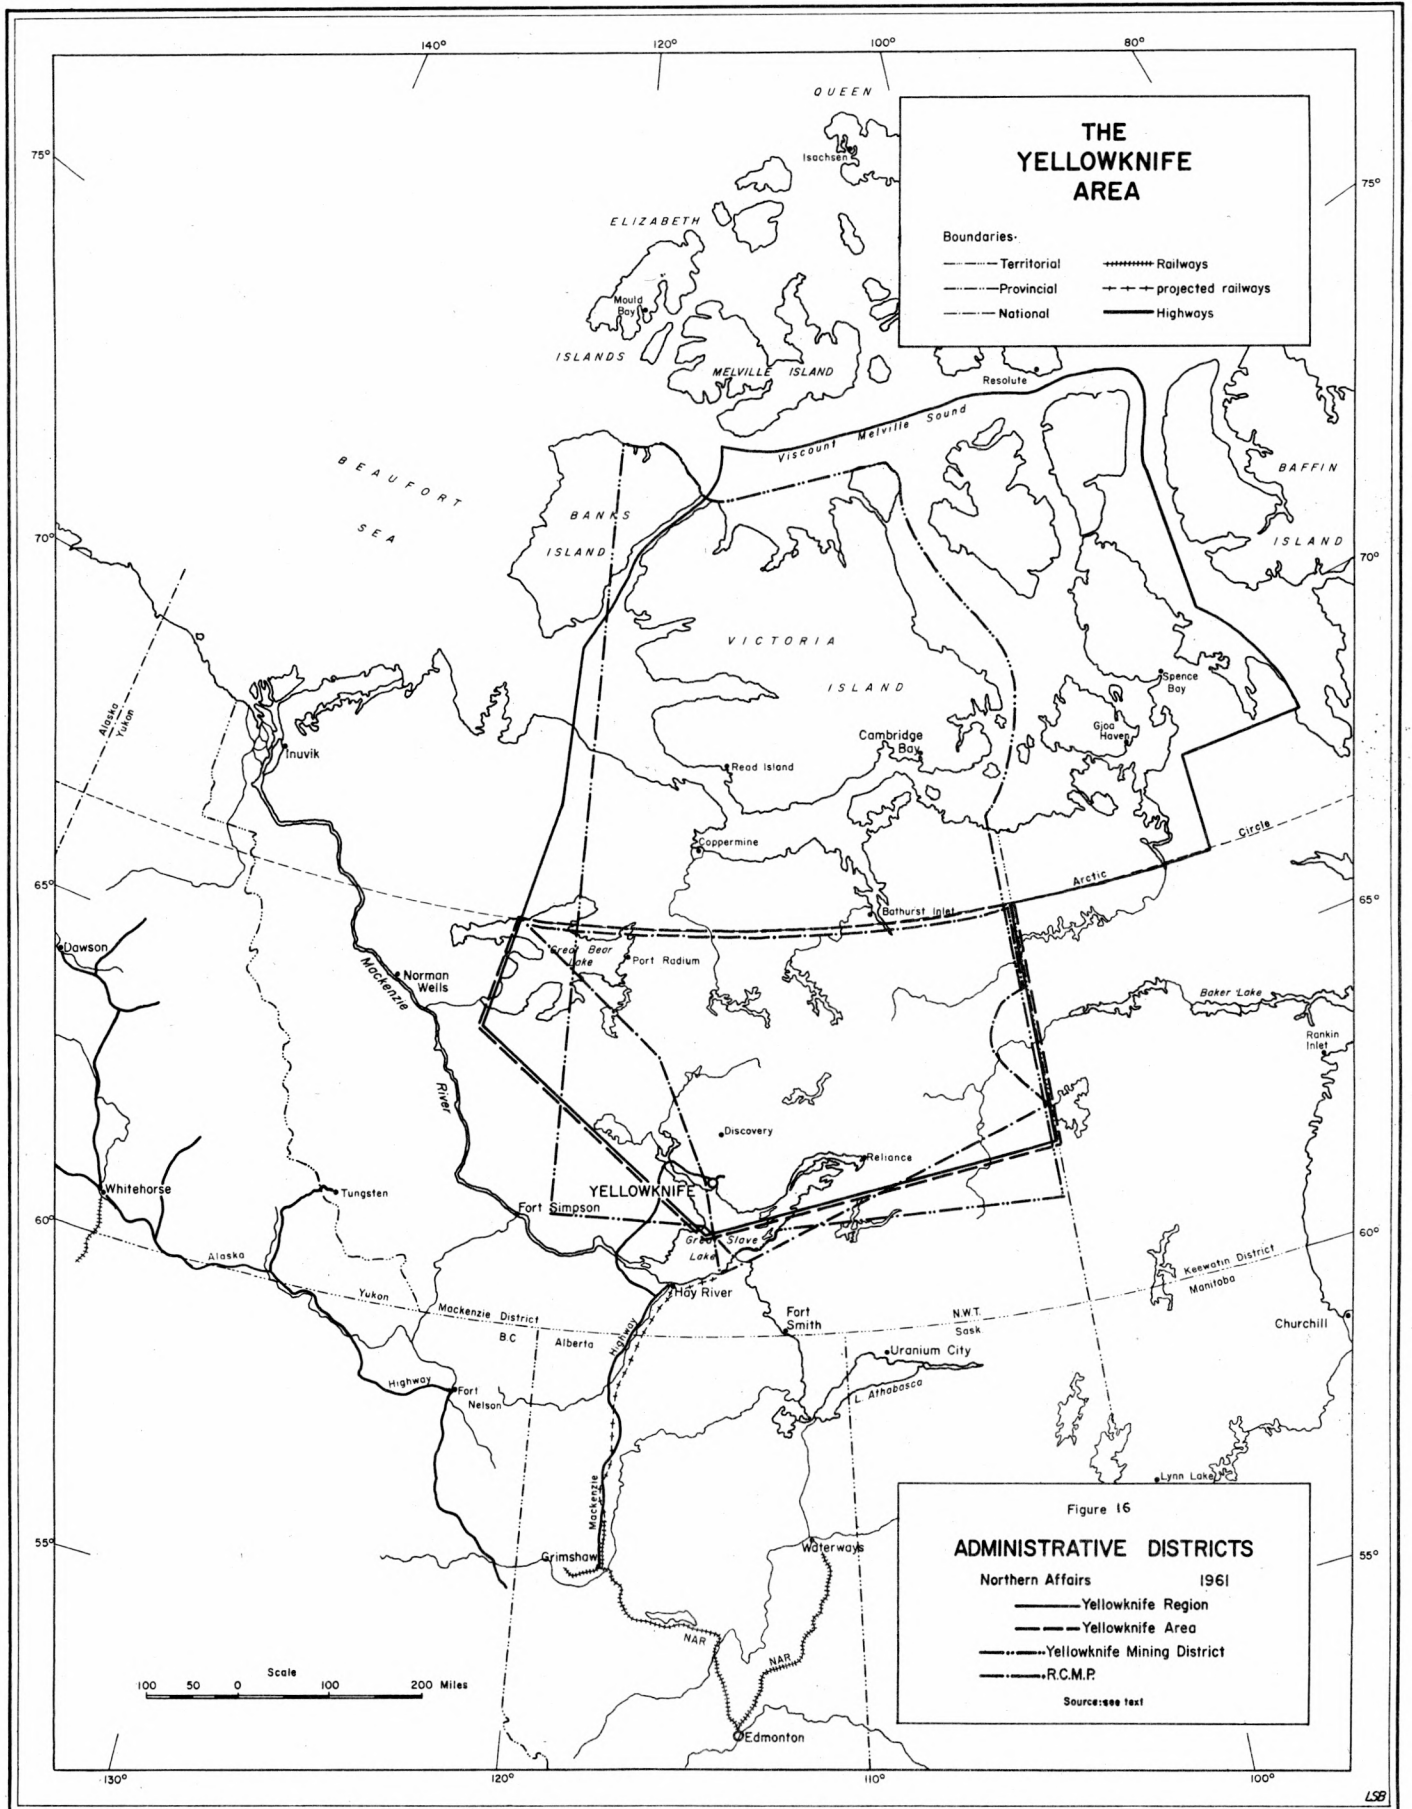 140°
120°
100°
80°
QUEEN
THE
YELLOWKNIFE
AREA
Boundaries·
Territorial
Railways
Provincial
projected railways
National
Highways
75°
75°
Isachsen
ELIZABETH
Mould
Bay
ISLANDS
MELVILLE ISLAND
Resolute
Viscount Melville Sound
BEAUFORT
SEA
BANKS
ISLAND
BAFFIN
ISLAND
70°
70°
VICTORIA
ISLAND
Spence
Bay
Gjoa
Haven
Alaska
Yukon
Inuvik
Cambridge
Bay
Read Island
Coppermine
Arctic Circle
65°
65°
Bathurst Inlet
Dawson
Great Bear
Lake
Port Radium
Norman
Wells
Mackenzie
River
Baker Lake
Rankin
Inlet
Discovery
Reliance
YELLOWKNIFE
Whitehorse
Tungsten
Fort Simpson
60°
60°
Great Slave
Lake
Alaska
Keewatin District
Manitoba
Yukon
Mackenzie District
B.C
Alberta
Highway
Hay River
Fort
Smith
N.W.T.
Sask
Churchill
Uranium City
L. Athabasca
Highway
Fort
Nelson
Mackenzie
Lynn Lake
55°
55°
Grimshaw
Waterways
NAR
NAR
Edmonton
Scale
100 50 0 100 200 Miles
Figure 16
ADMINISTRATIVE DISTRICTS
Northern Affairs 1961
Yellowknife Region
Yellowknife Area
Yellowknife Mining District
R.C.M.P.
Source: see text
130°
120°
110°
100°
LSB